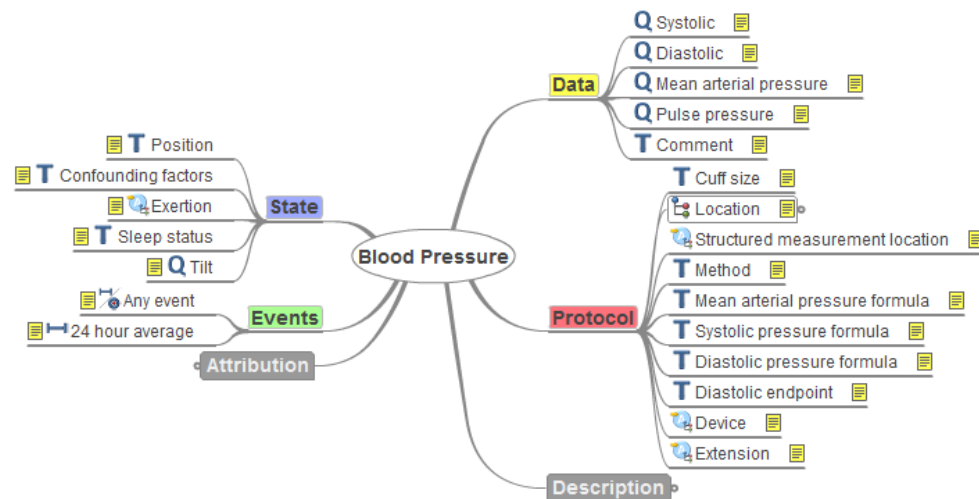 Blood Pressure
Data
Q Systolic
Q Diastolic
Q Mean arterial pressure
Q Pulse pressure
T Comment
Protocol
T Cuff size
Location
Structured measurement location
T Method
T Mean arterial pressure formula
T Systolic pressure formula
T Diastolic pressure formula
T Diastolic endpoint
Device
Extension
Description
State
T Position
T Confounding factors
Exertion
T Sleep status
Q Tilt
Events
Any event
24 hour average
Attribution